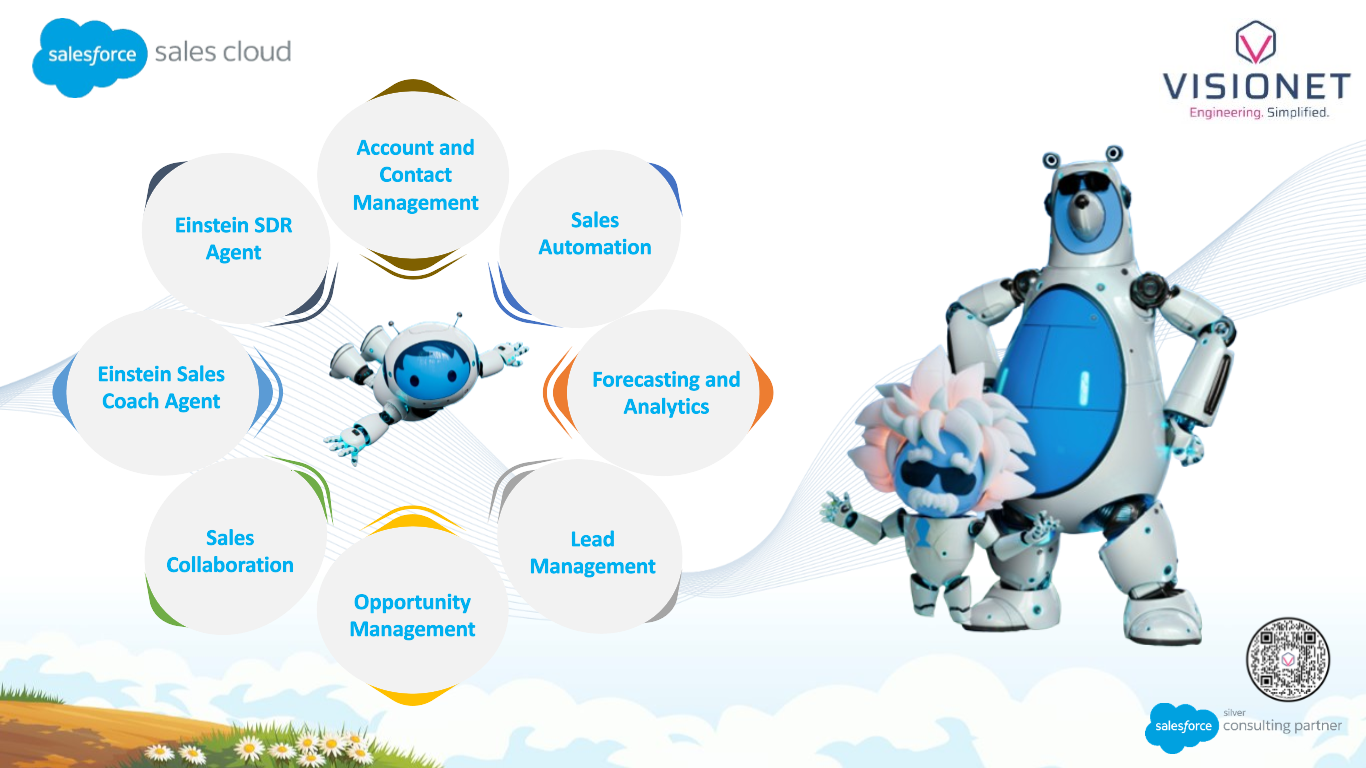 salesforce sales cloud
VISIONET
Engineering. Simplified.
Account and
Contact
Management
Einstein SDR
Agent
Sales
Automation
Einstein Sales
Coach Agent
Forecasting and
Analytics
Sales
Collaboration
Lead
Management
Opportunity
Management
silver
salesforce consulting partner